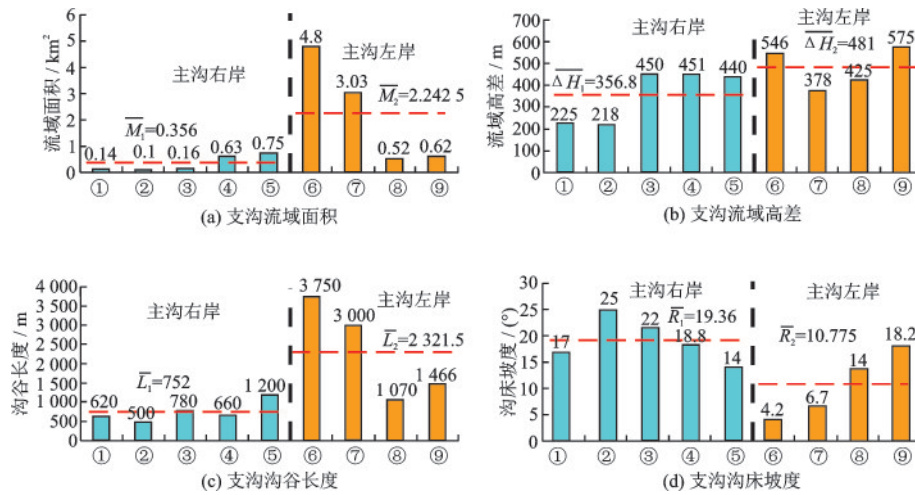 流域面积 / km²
6
5
4
3
2
1
0
主沟右岸
主沟左岸
M̅₁=0.356
M̅₂=2.242 5
0.14
0.1
0.16
0.63
0.75
4.8
3.03
0.52
0.62
① ② ③ ④ ⑤ ⑥ ⑦ ⑧ ⑨
(a) 支沟流域面积
流域高差 / m
700
600
500
400
300
200
100
0
主沟右岸
主沟左岸
Δ H̅₁=356.8
Δ H̅₂=481
225
218
450
451
440
546
378
425
575
① ② ③ ④ ⑤ ⑥ ⑦ ⑧ ⑨
(b) 支沟流域高差
沟谷长度 / m
4 000
3 500
3 000
2 500
2 000
1 500
1 000
500
0
主沟右岸
主沟左岸
L̅₁=752
L̅₂=2 321.5
620
500
780
660
1 200
3 750
3 000
1 070
1 466
① ② ③ ④ ⑤ ⑥ ⑦ ⑧ ⑨
(c) 支沟沟谷长度
沟床坡度 / (°)
30
25
20
15
10
5
0
主沟右岸
主沟左岸
R̅₁=19.36
R̅₂=10.775
17
25
22
18.8
14
4.2
6.7
14
18.2
① ② ③ ④ ⑤ ⑥ ⑦ ⑧ ⑨
(d) 支沟沟床坡度